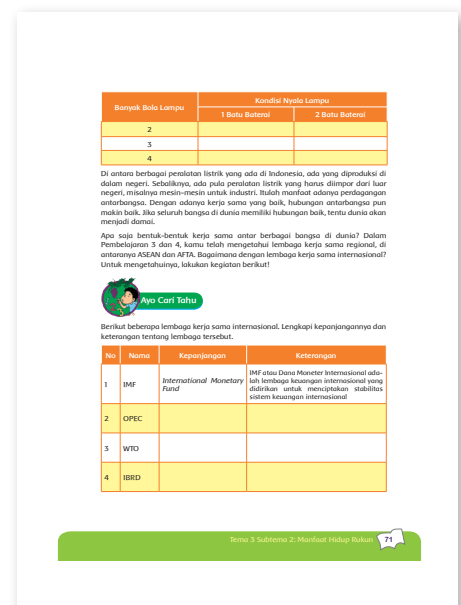 Banyak Bola Lampu
Kondisi Nyala Lampu
1 Batu Baterai
2 Batu Baterai
2
3
4
Di antara berbagai peralatan listrik yang ada di Indonesia, ada yang diproduksi di
dalam negeri. Sebaliknya, ada pula peralatan listrik yang harus diimpor dari luar
negeri, misalnya mesin-mesin untuk industri. Itulah manfaat adanya perdagangan
antarbangsa. Dengan adanya kerja sama yang baik, hubungan antarbangsa pun
makin baik. Jika seluruh bangsa di dunia memiliki hubungan baik, tentu dunia akan
menjadi damai.
Apa saja bentuk-bentuk kerja sama antar berbagai bangsa di dunia? Dalam
Pembelajaran 3 dan 4, kamu telah mengetahui lembaga kerja sama regional, di
antaranya ASEAN dan AFTA. Bagaimana dengan lembaga kerja sama internasional?
Untuk mengetahuinya, lakukan kegiatan berikut!
Ayo Cari Tahu
Berikut beberapa lembaga kerja sama internasional. Lengkapi kepanjangannya dan
keterangan tentang lembaga tersebut.
No Nama Kepanjangan Keterangan
1 IMF
International Monetary
Fund
IMF atau Dana Moneter Internasional ada-
lah lembaga keuangan internasional yang
didirikan untuk menciptakan stabilitas
sistem keuangan internasional
2 OPEC
3 WTO
4 IBRD
Tema 3 Subtema 2: Manfaat Hidup Rukun 71